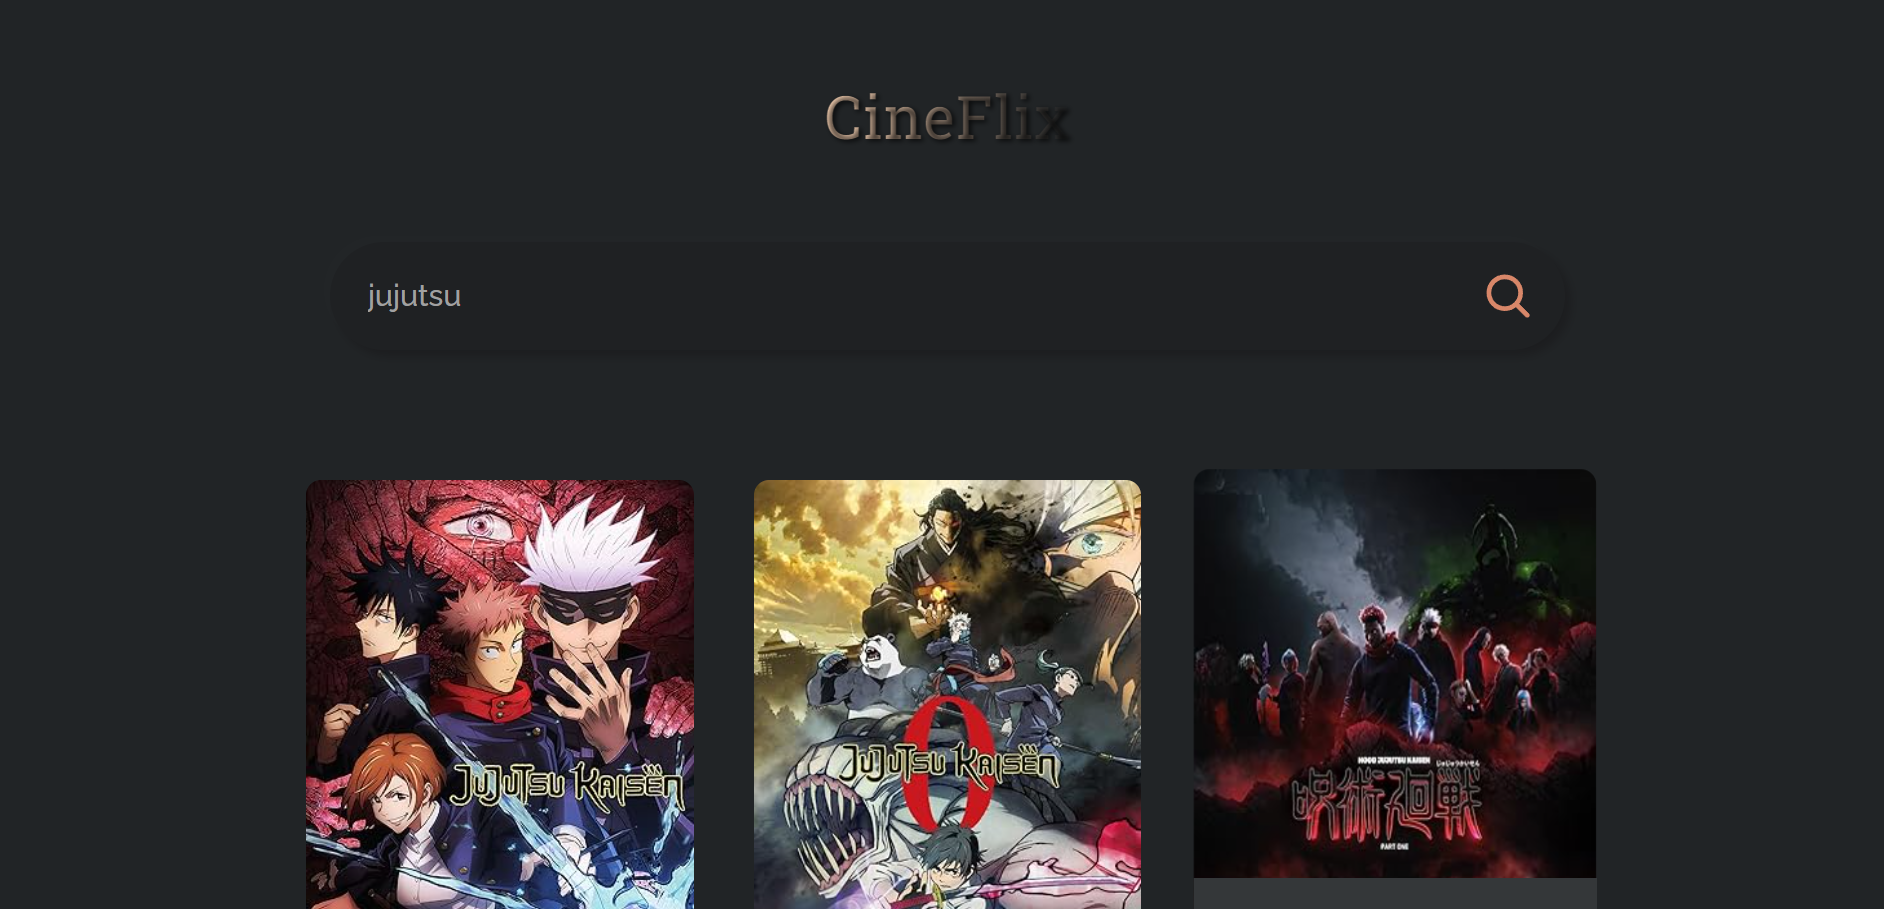 CineFlix
jujutsu
JUJUTSU KAISEN
0
JUJUTSU KAISEN
HODO JUJUTSU KAISEN
じゅじゅつかいせん
呪術廻戦
PART ONE